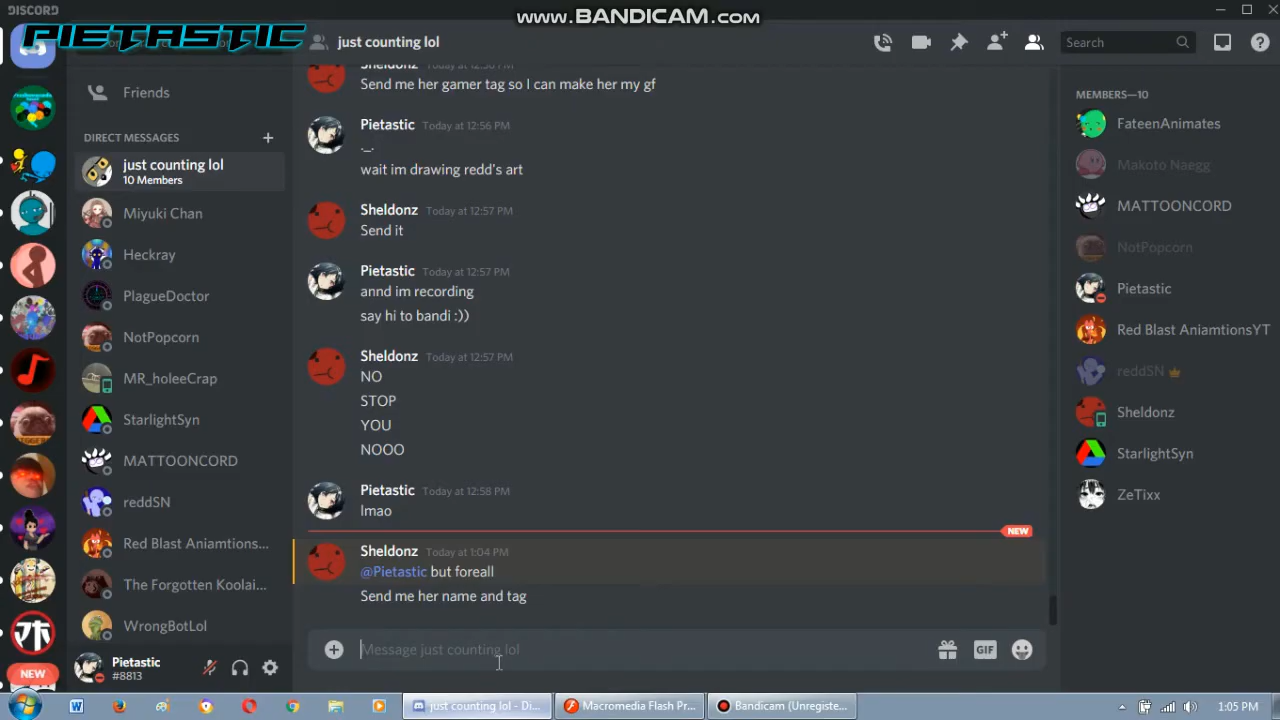 DISCORD
www.BANDICAM.com
PIETASTIC
just counting lol
Search
Friends
DIRECT MESSAGES
just counting lol
10 Members
Miyuki Chan
Heckray
PlagueDoctor
NotPopcorn
MR_holeeCrap
StarlightSyn
MATTOONCORD
reddSN
Red Blast Aniamtions...
The Forgotten Koolai...
WrongBotLol
NEW
Pietastic
#8813
Sheldonz Today at 12:56 PM
Send me her gamer tag so I can make her my gf
Pietastic Today at 12:56 PM
._.
wait im drawing redd's art
Sheldonz Today at 12:57 PM
Send it
Pietastic Today at 12:57 PM
annd im recording
say hi to bandi :))
Sheldonz Today at 12:57 PM
NO
STOP
YOU
NOOO
Pietastic Today at 12:58 PM
lmao
NEW
Sheldonz Today at 1:04 PM
@Pietastic but foreall
Send me her name and tag
Message just counting lol
GIF
MEMBERS—10
FateenAnimates
Makoto Naegg
MATTOONCORD
NotPopcorn
Pietastic
Red Blast AniamtionsYT
reddSN
Sheldonz
StarlightSyn
ZeTixx
just counting lol - Di...
Macromedia Flash Pr...
Bandicam (Unregiste...
1:05 PM